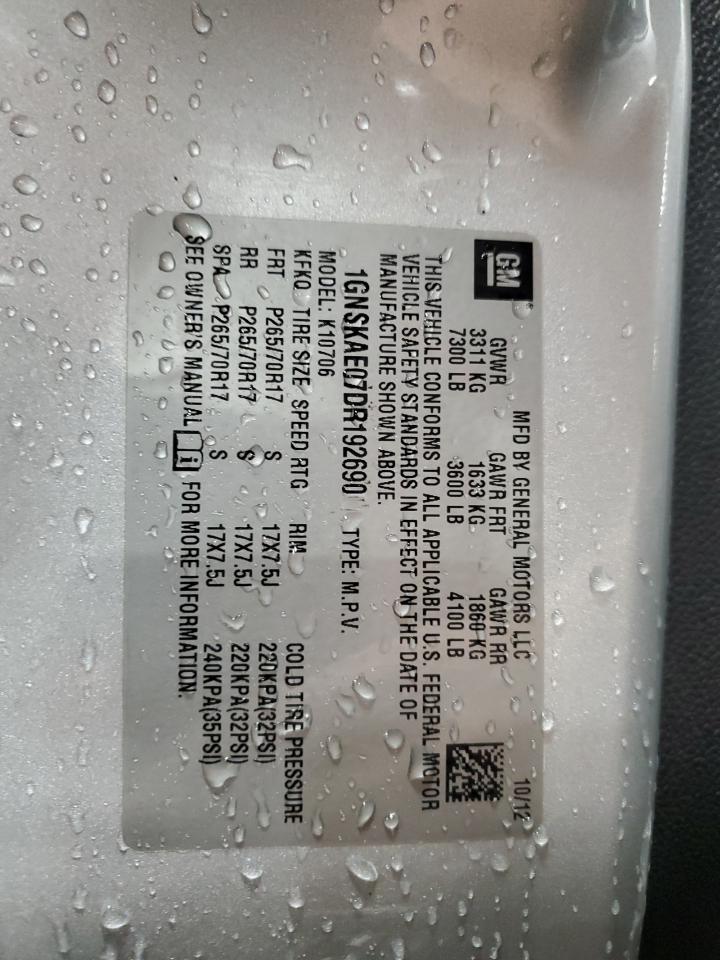 GM
MFD BY GENERAL MOTORS LLC 10/12
GVWR GAWR FRT GAWR RR
3311 KG 1633 KG 1860 KG
7300 LB 3600 LB 4100 LB
THIS VEHICLE CONFORMS TO ALL APPLICABLE U.S. FEDERAL MOTOR
VEHICLE SAFETY STANDARDS IN EFFECT ON THE DATE OF
MANUFACTURE SHOWN ABOVE.
1GNSKAE07DR192690 TYPE: M.P.V.
MODEL: K10706
KFKQ TIRE SIZE SPEED RTG RIM COLD TIRE PRESSURE
FRT P265/70R17 S 17X7.5J 220KPA(32PSI)
RR P265/70R17 S 17X7.5J 220KPA(32PSI)
SPA P265/70R17 S 17X7.5J 240KPA(35PSI)
SEE OWNER'S MANUAL i FOR MORE INFORMATION.